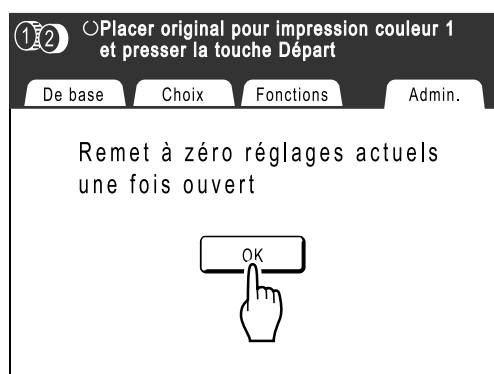 12 Placer original pour impression couleur 1
et presser la touche Départ
De base Choix Fonctions Admin.
Remet à zéro réglages actuels
une fois ouvert
OK